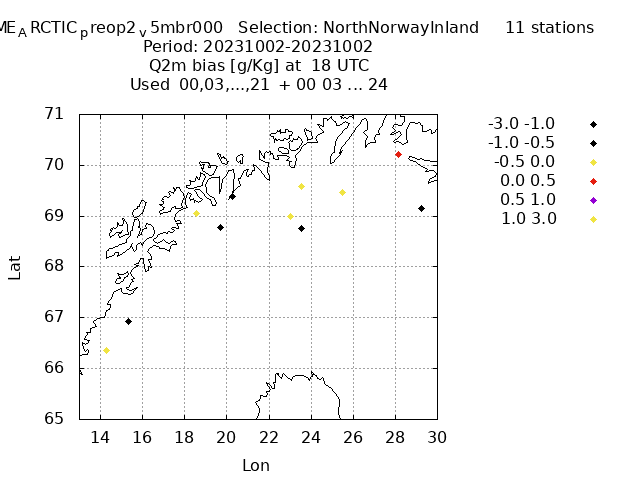 ME_A RCTIC_p reop2_v 5mbr000 Selection: NorthNorwayInland 11 stations
Period: 20231002-20231002
Q2m bias [g/Kg] at 18 UTC
Used 00,03,...,21 + 00 03 ... 24
71
70
69
68
67
66
65
Lat
14 16 18 20 22 24 26 28 30
Lon
-3.0 -1.0
-1.0 -0.5
-0.5 0.0
0.0 0.5
0.5 1.0
1.0 3.0